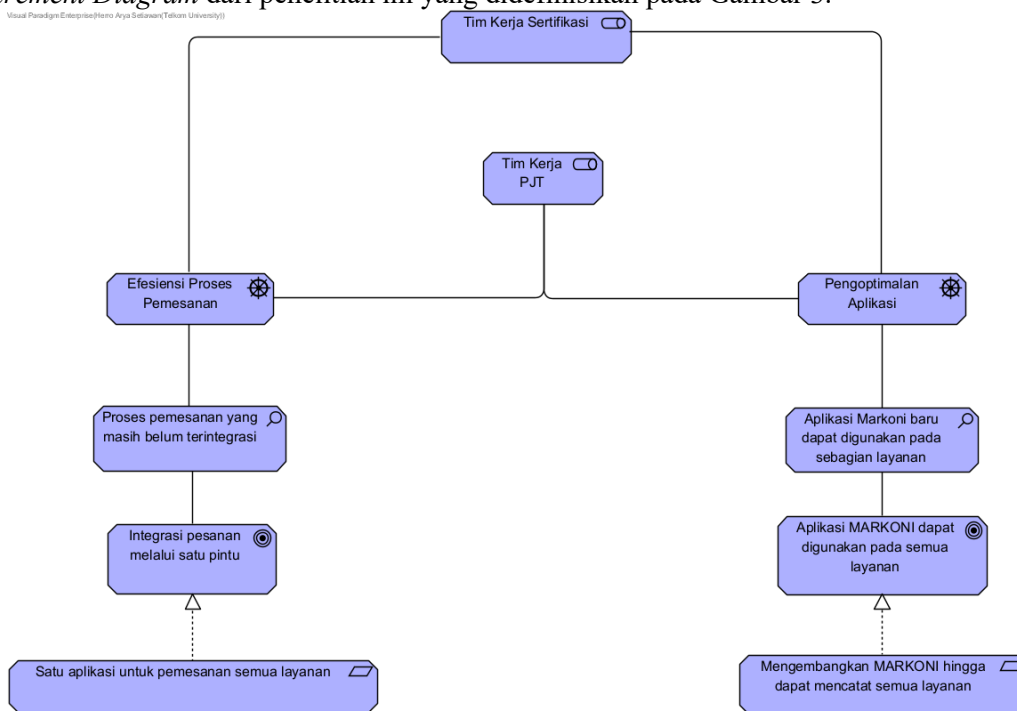 rement Diagram dari penelitian ini yang didefinisikan pada Gambar 3.
Visual Paradigm Enterprise(Herro Arya Setiawan(Telkom University))
Tim Kerja Sertifikasi
Tim Kerja
PJT
Efesiensi Proses
Pemesanan
Pengoptimalan
Aplikasi
Proses pemesanan yang
masih belum terintegrasi
Aplikasi Markoni baru
dapat digunakan pada
sebagian layanan
Integrasi pesanan
melalui satu pintu
Aplikasi MARKONI dapat
digunakan pada semua
layanan
Satu aplikasi untuk pemesanan semua layanan
Mengembangkan MARKONI hingga
dapat mencatat semua layanan